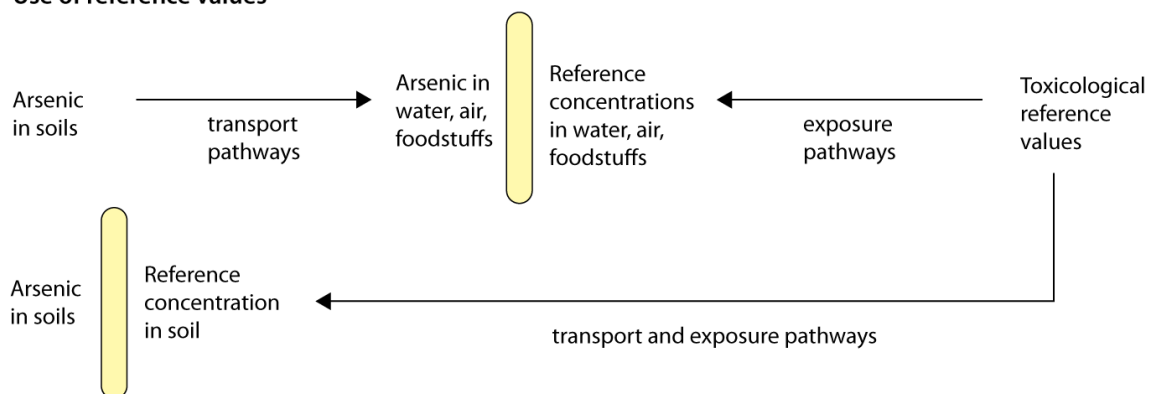 Use of reference values
Arsenic
in soils
transport
pathways
Arsenic in
water, air,
foodstuffs
Reference
concentrations
in water, air,
foodstuffs
exposure
pathways
Toxicological
reference
values
Arsenic
in soils
Reference
concentration
in soil
transport and exposure pathways